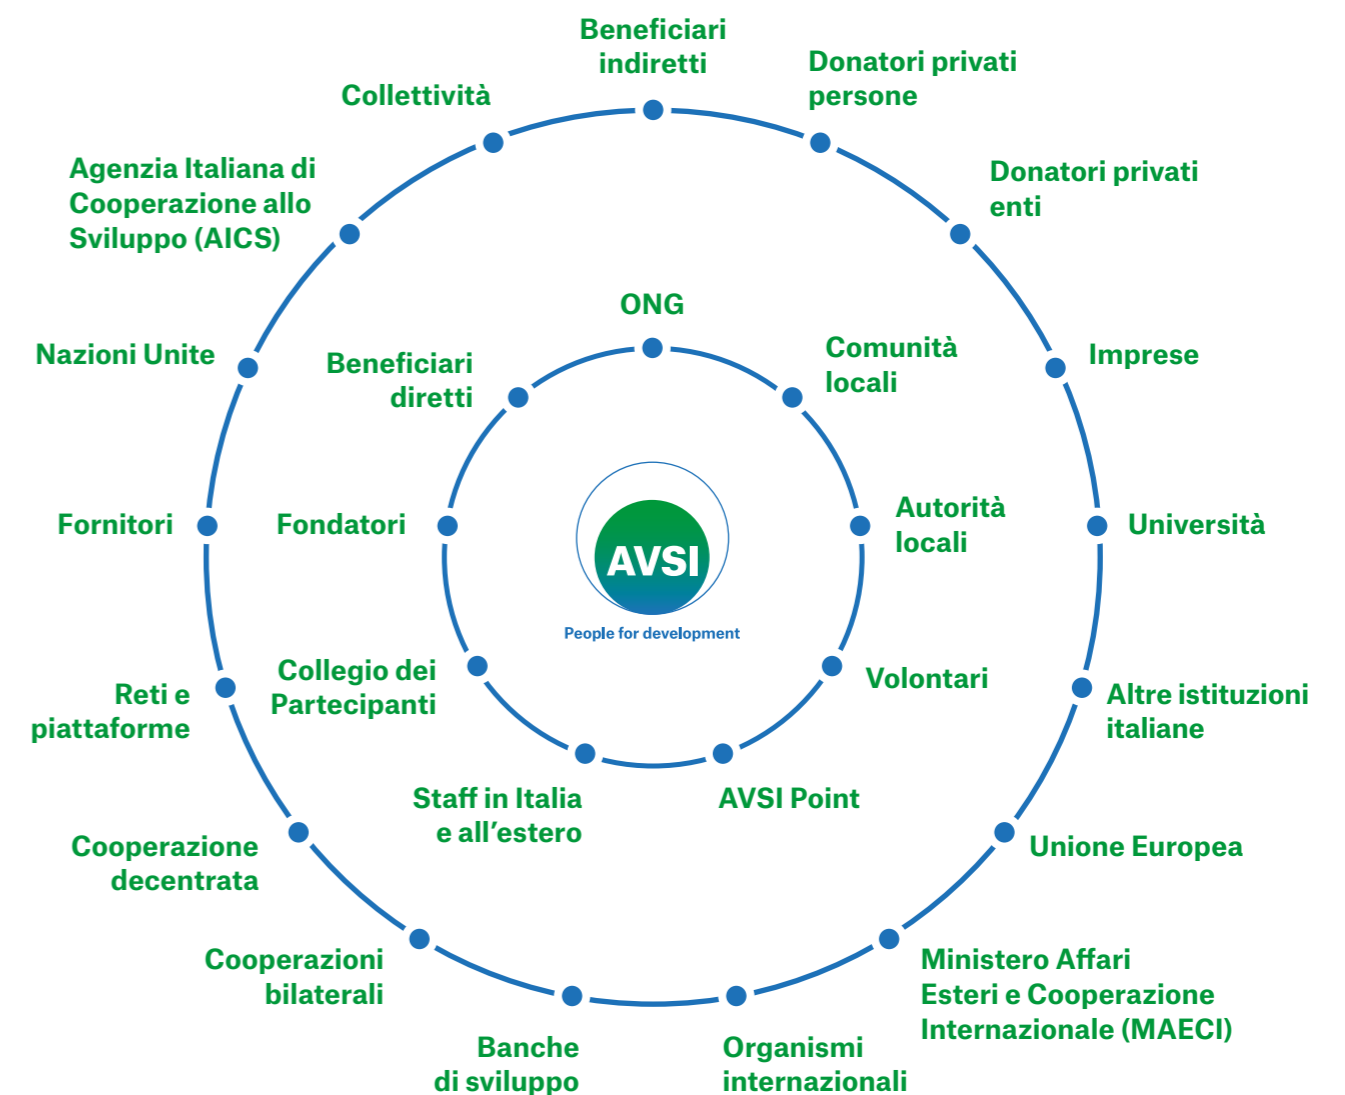 Beneficiari
indiretti
Donatori privati
persone
Donatori privati
enti
Imprese
Università
Altre istituzioni
italiane
Unione Europea
Ministero Affari
Esteri e Cooperazione
Internazionale (MAECI)
Organismi
internazionali
Banche
di sviluppo
Cooperazioni
bilaterali
Cooperazione
decentrata
Reti e
piattaforme
Fornitori
Nazioni Unite
Agenzia Italiana di
Cooperazione allo
Sviluppo (AICS)
Collettività
ONG
Comunità
locali
Autorità
locali
Volontari
AVSI Point
Staff in Italia
e all’estero
Collegio dei
Partecipanti
Fondatori
Beneficiari
diretti
AVSI
People for development